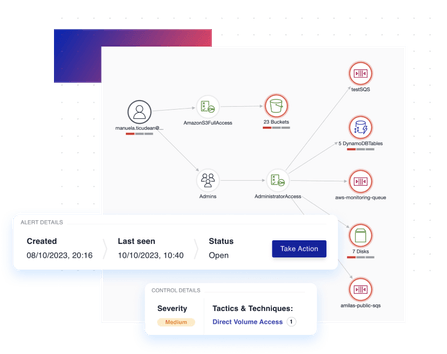 testSQS
AmazonS3FullAccess
23 Buckets
manuela.ticudean@...
5 DynamoDBTables
Admins
AdministratorAccess
aws-monitoring-queue
ALERT DETAILS
Created
Last seen
Status
08/10/2023, 20:16
10/10/2023, 10:40
Open
Take Action
7 Disks
CONTROL DETAILS
Severity
Tactics & Techniques:
Medium
Direct Volume Access 1
amilas-public-sqs